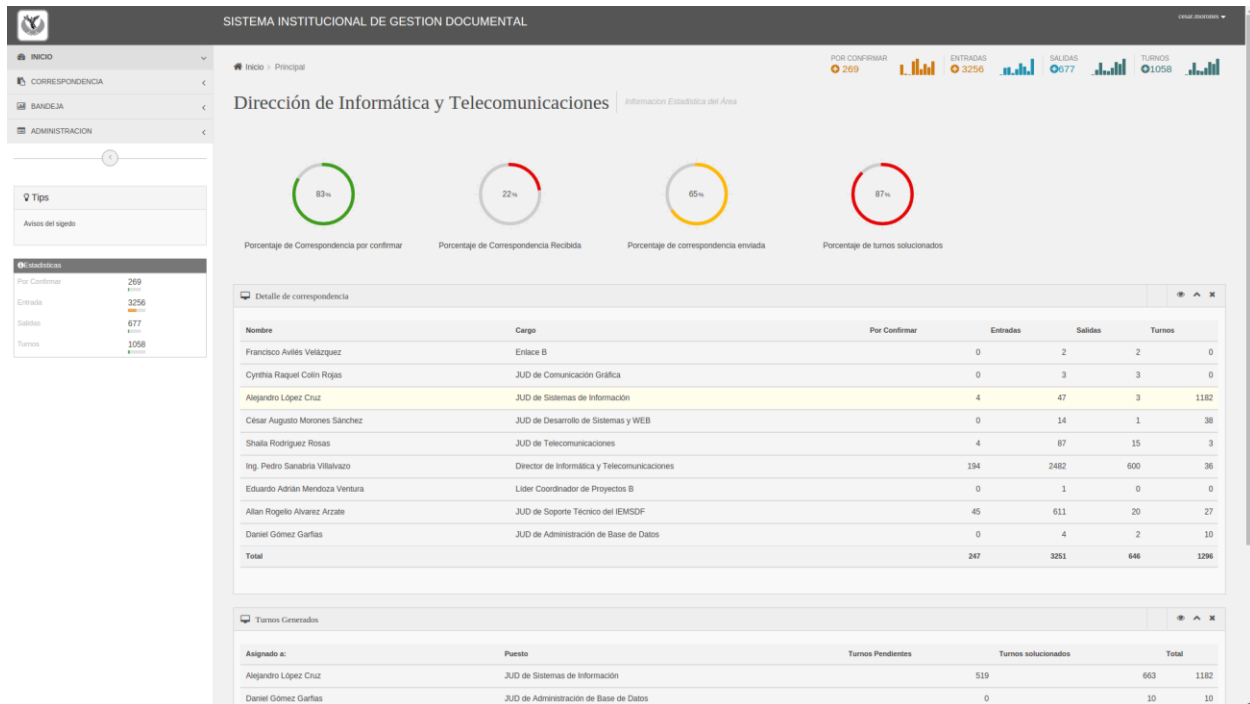 SISTEMA INSTITUCIONAL DE GESTION DOCUMENTAL
cesar.morones
INICIO
CORRESPONDENCIA
BANDEJA
ADMINISTRACION
Tips
Avisos del sigedo
Estadísticas
Por Confirmar 269
Entrada 3256
Salidas 677
Turnos 1058
Inicio > Principal
POR CONFIRMAR 269
ENTRADAS 3256
SALIDAS 677
TURNOS 1058
Dirección de Informática y Telecomunicaciones
Informacion Estadística del Área
83% 22% 65% 87%
Porcentaje de Correspondencia por confirmar
Porcentaje de Correspondencia Recibida
Porcentaje de correspondencia enviada
Porcentaje de turnos solucionados
Detalle de correspondencia
Nombre Cargo Por Confirmar Entradas Salidas Turnos
Francisco Avilés Velázquez Enlace B 0 2 2 0
Cynthia Raquel Colín Rojas JUD de Comunicación Gráfica 0 3 3 0
Alejandro López Cruz JUD de Sistemas de Información 4 47 3 1182
César Augusto Morones Sánchez JUD de Desarrollo de Sistemas y WEB 0 14 1 38
Shaila Rodriguez Rosas JUD de Telecomunicaciones 4 87 15 3
Ing. Pedro Sanabria Villalvazo Director de Informática y Telecomunicaciones 194 2482 600 36
Eduardo Adrián Mendoza Ventura Líder Coordinador de Proyectos B 0 1 0 0
Allan Rogelio Alvarez Arzate JUD de Soporte Técnico del IEMSDF 45 611 20 27
Daniel Gómez Garfias JUD de Administración de Base de Datos 0 4 2 10
Total 247 3251 646 1296
Turnos Generados
Asignado a: Puesto Turnos Pendientes Turnos solucionados Total
Alejandro López Cruz JUD de Sistemas de Información 519 663 1182
Daniel Gómez Garfias JUD de Administración de Base de Datos 0 10 10